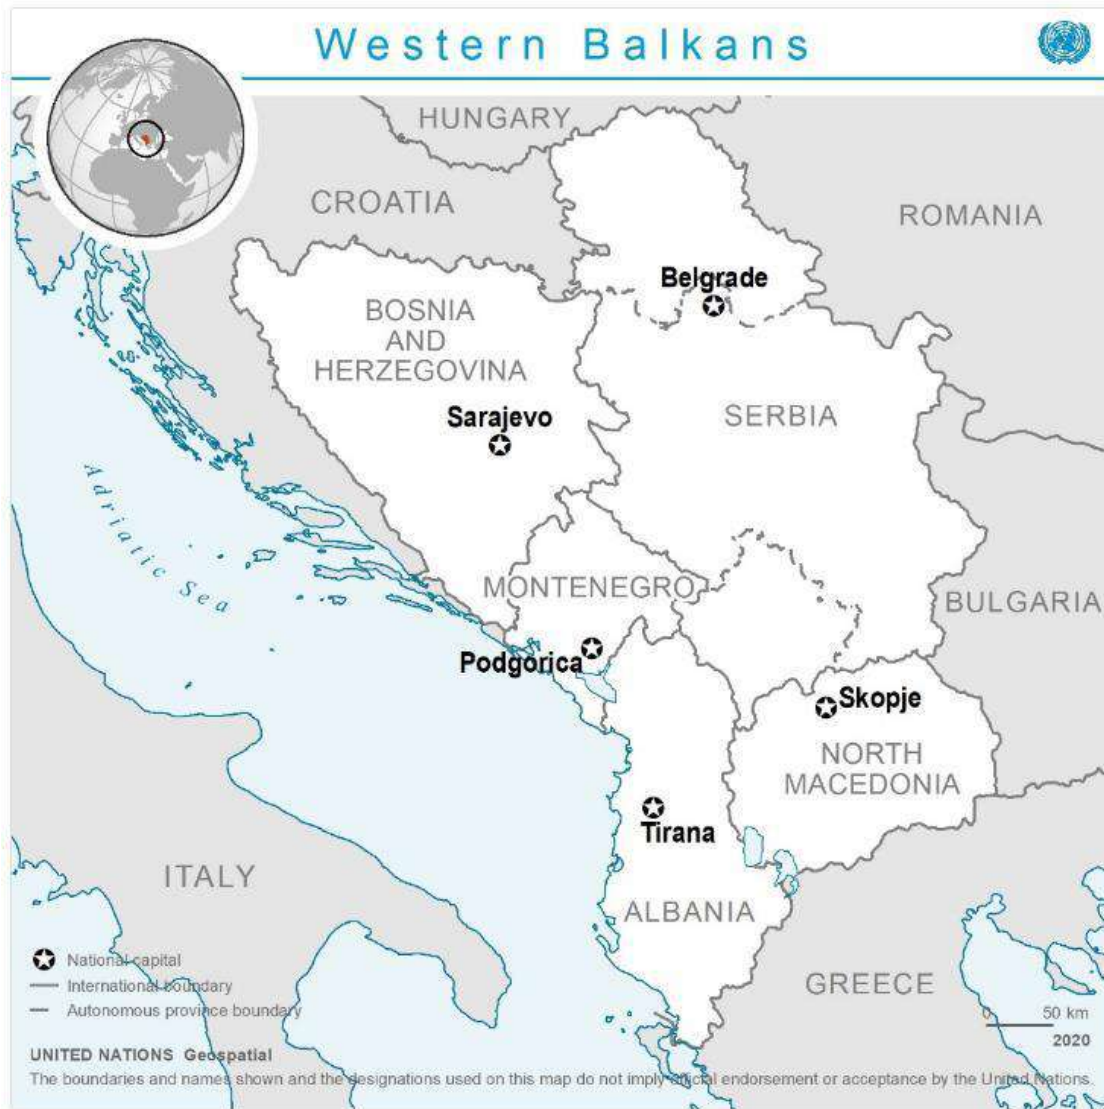 Western Balkans
HUNGARY
CROATIA
ROMANIA
Belgrade
BOSNIA
AND
HERZEGOVINA
Sarajevo
SERBIA
Adriatic Sea
MONTENEGRO
BULGARIA
Podgorica
Skopje
NORTH
MACEDONIA
Tirana
ITALY
ALBANIA
GREECE
National capital
International boundary
Autonomous province boundary
0 50 km
2020
UNITED NATIONS Geospatial
The boundaries and names shown and the designations used on this map do not imply official endorsement or acceptance by the United Nations.